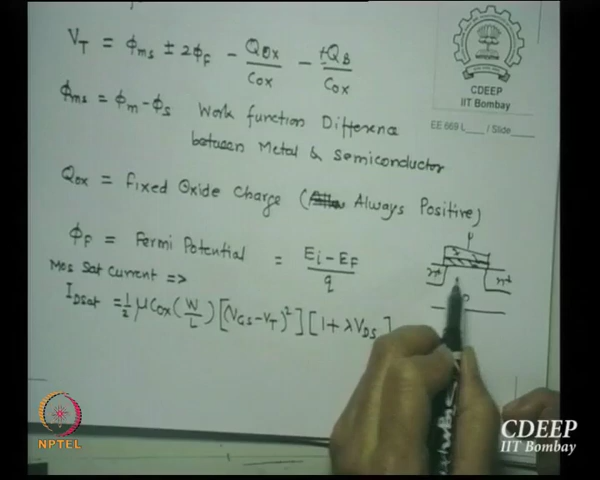 V_T = φ_ms ± 2φ_F − Q_ox/C_ox − ±Q_B/C_ox
φ_ms = φ_m − φ_s Work function Difference
between Metal & Semiconductor
Q_ox = Fixed Oxide Charge ( Always Positive)
φ_F = Fermi Potential = E_i − E_F / q
Mos Sat Current =>
I_DSat = 1/2 μ C_ox (W/L) [(V_GS − V_T)²] [1 + λV_DS]
n+ n+
CDEEP
IIT Bombay
EE 669 L___ / Slide___
NPTEL
CDEEP
IIT Bombay